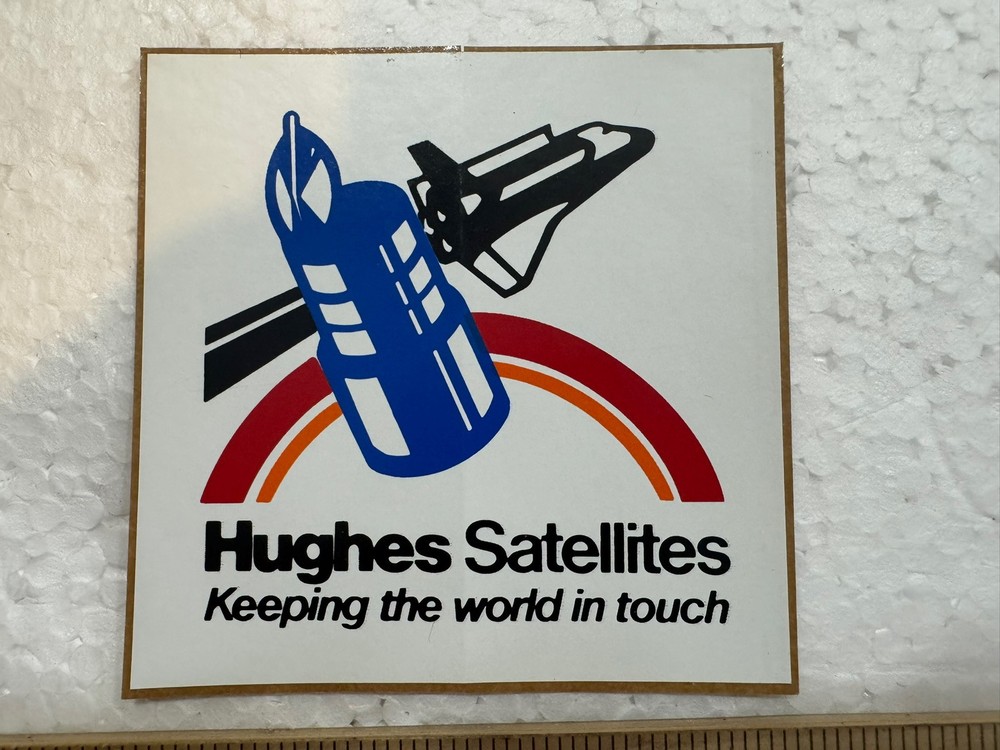 Hughes Satellites
Keeping the world in touch